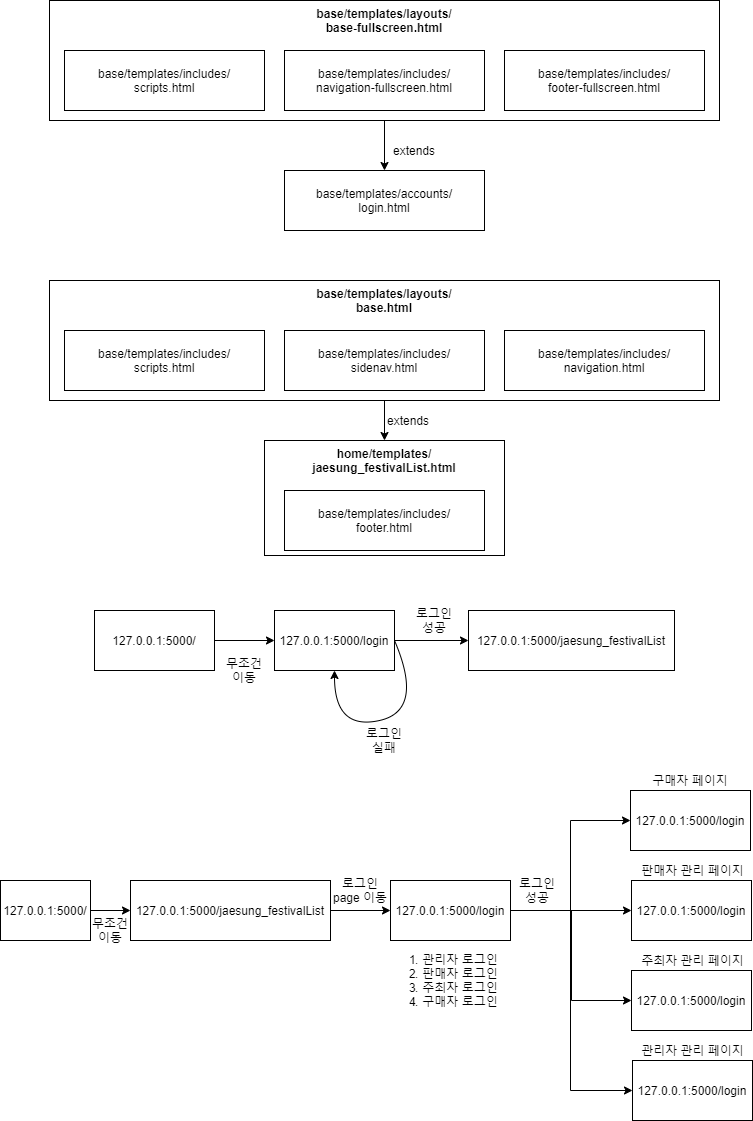 base/templates/layouts/
base-fullscreen.html
base/templates/includes/
scripts.html
base/templates/includes/
navigation-fullscreen.html
base/templates/includes/
footer-fullscreen.html
extends
base/templates/accounts/
login.html
base/templates/layouts/
base.html
base/templates/includes/
scripts.html
base/templates/includes/
sidenav.html
base/templates/includes/
navigation.html
extends
home/templates/
jaesung_festivalList.html
base/templates/includes/
footer.html
127.0.0.1:5000/
무조건
이동
127.0.0.1:5000/login
로그인
성공
127.0.0.1:5000/jaesung_festivalList
로그인
실패
127.0.0.1:5000/
무조건
이동
127.0.0.1:5000/jaesung_festivalList
로그인
page 이동
127.0.0.1:5000/login
1. 관리자 로그인
2. 판매자 로그인
3. 주최자 로그인
4. 구매자 로그인
로그인
성공
구매자 페이지
127.0.0.1:5000/login
판매자 관리 페이지
127.0.0.1:5000/login
주최자 관리 페이지
127.0.0.1:5000/login
관리자 관리 페이지
127.0.0.1:5000/login